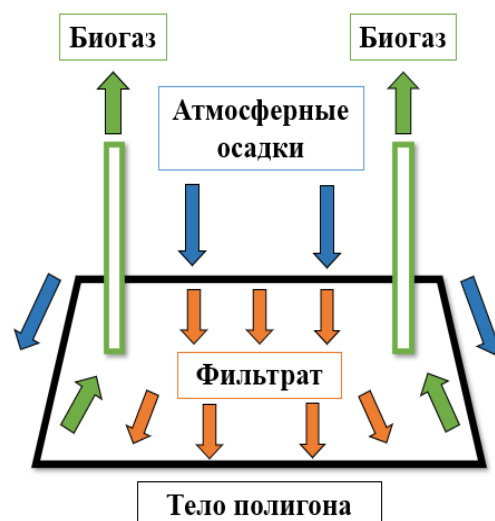 Биогаз
Биогаз
Атмосферные
осадки
Фильтрат
Тело полигона